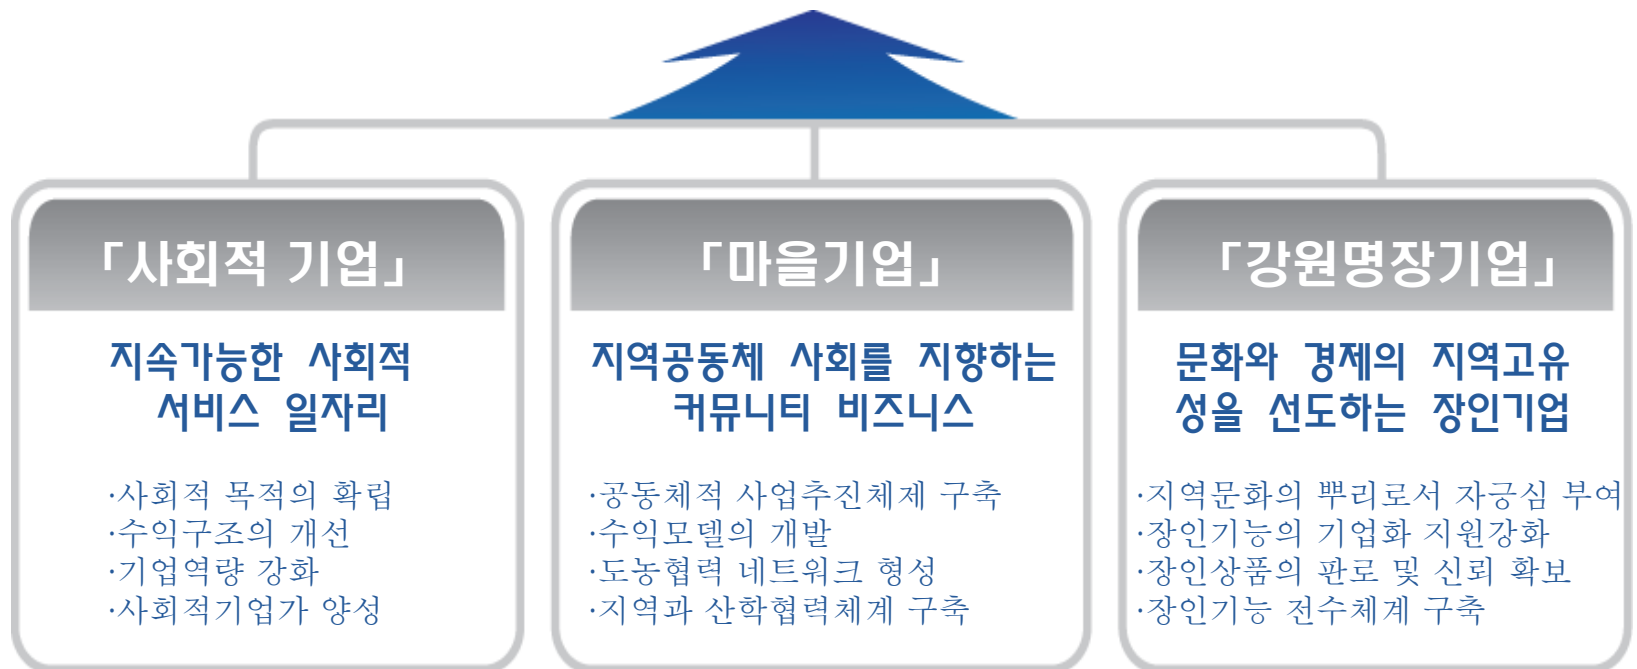 「사회적 기업」
지속가능한 사회적
서비스 일자리
·사회적 목적의 확립
·수익구조의 개선
·기업역량 강화
·사회적기업가 양성
「마을기업」
지역공동체 사회를 지향하는
커뮤니티 비즈니스
·공동체적 사업추진체제 구축
·수익모델의 개발
·도농협력 네트워크 형성
·지역과 산학협력체계 구축
「강원명장기업」
문화와 경제의 지역고유
성을 선도하는 장인기업
·지역문화의 뿌리로서 자긍심 부여
·장인기능의 기업화 지원강화
·장인상품의 판로 및 신뢰 확보
·장인기능 전수체계 구축